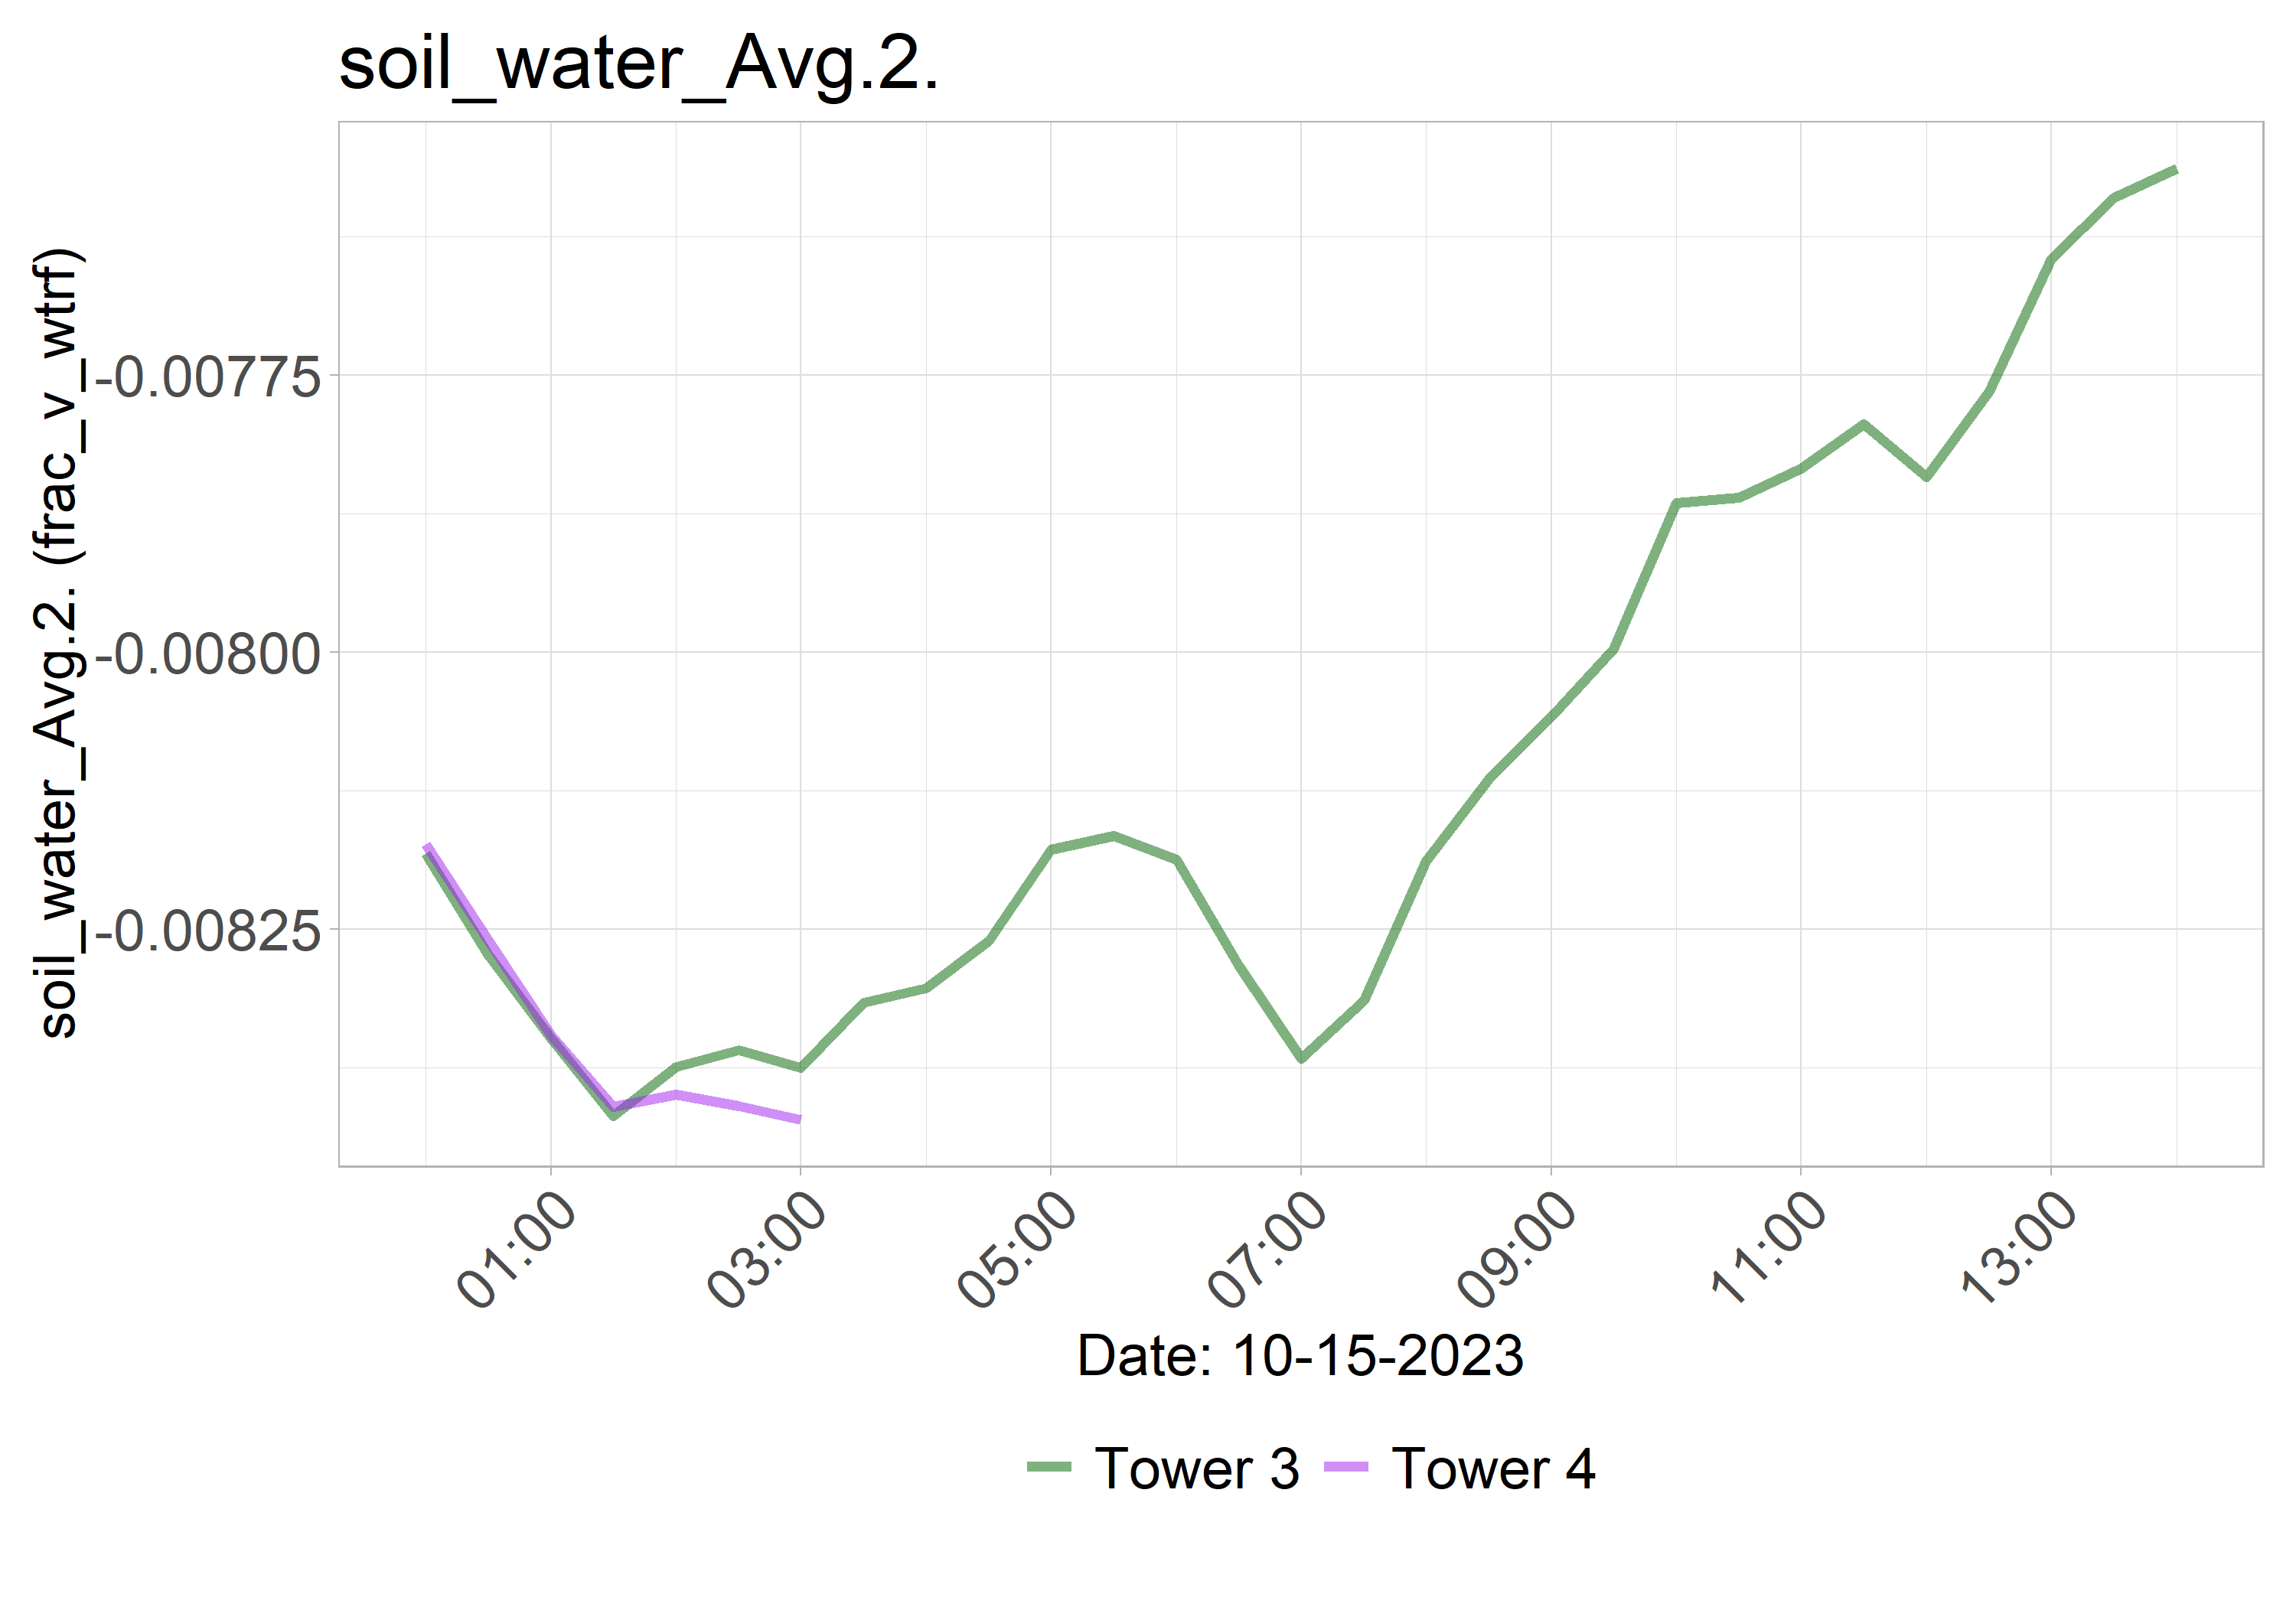 soil_water_Avg.2.
soil_water_Avg.2. (frac_v_wtrf)
-0.00775
-0.00800
-0.00825
01:00
03:00
05:00
07:00
09:00
11:00
13:00
Date: 10-15-2023
Tower 3
Tower 4